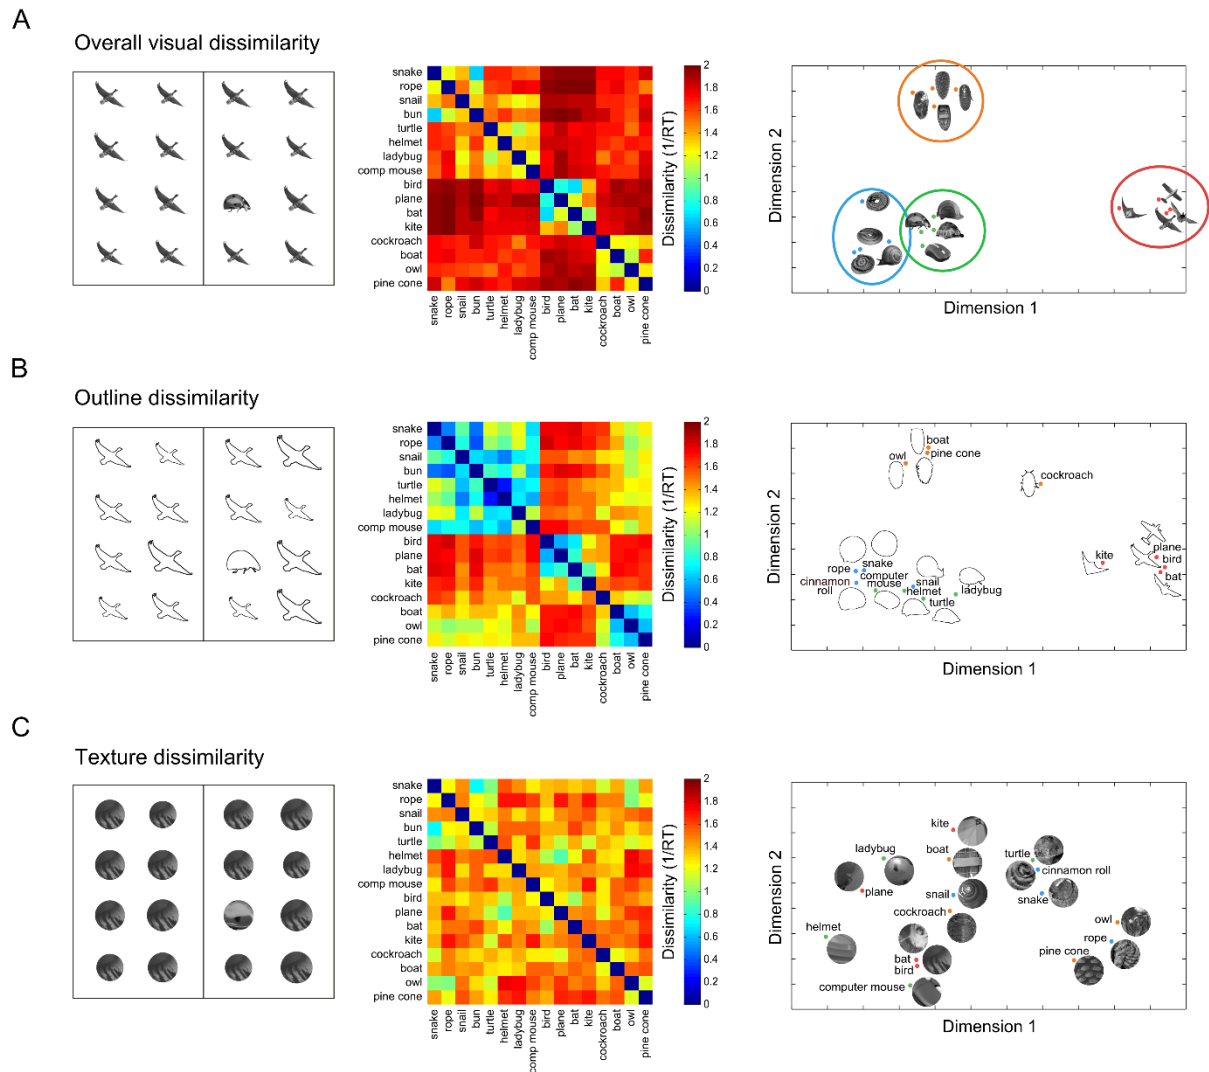 A
Overall visual dissimilarity
snake
rope
snail
bun
turtle
helmet
ladybug
comp mouse
bird
plane
bat
kite
cockroach
boat
owl
pine cone
snake
rope
snail
bun
turtle
helmet
ladybug
comp mouse
bird
plane
bat
kite
cockroach
boat
owl
pine cone
2
1.8
1.6
1.4
1.2
1
0.8
0.6
0.4
0.2
0
Dissimilarity (1/RT)
Dimension 2
Dimension 1
B
Outline dissimilarity
snake
rope
snail
bun
turtle
helmet
ladybug
comp mouse
bird
plane
bat
kite
cockroach
boat
owl
pine cone
snake
rope
snail
bun
turtle
helmet
ladybug
comp mouse
bird
plane
bat
kite
cockroach
boat
owl
pine cone
2
1.8
1.6
1.4
1.2
1
0.8
0.6
0.4
0.2
0
Dissimilarity (1/RT)
Dimension 2
boat
pine cone
owl
cockroach
kite
plane
bird
bat
rope
snake
cinnamon
roll
computer
mouse
snail
helmet
turtle
ladybug
Dimension 1
C
Texture dissimilarity
snake
rope
snail
bun
turtle
helmet
ladybug
comp mouse
bird
plane
bat
kite
cockroach
boat
owl
pine cone
snake
rope
snail
bun
turtle
helmet
ladybug
comp mouse
bird
plane
bat
kite
cockroach
boat
owl
pine cone
2
1.8
1.6
1.4
1.2
1
0.8
0.6
0.4
0.2
0
Dissimilarity (1/RT)
Dimension 2
kite
ladybug
boat
turtle
cinnamon roll
plane
snail
snake
cockroach
owl
helmet
rope
bat
bird
pine cone
computer mouse
Dimension 1